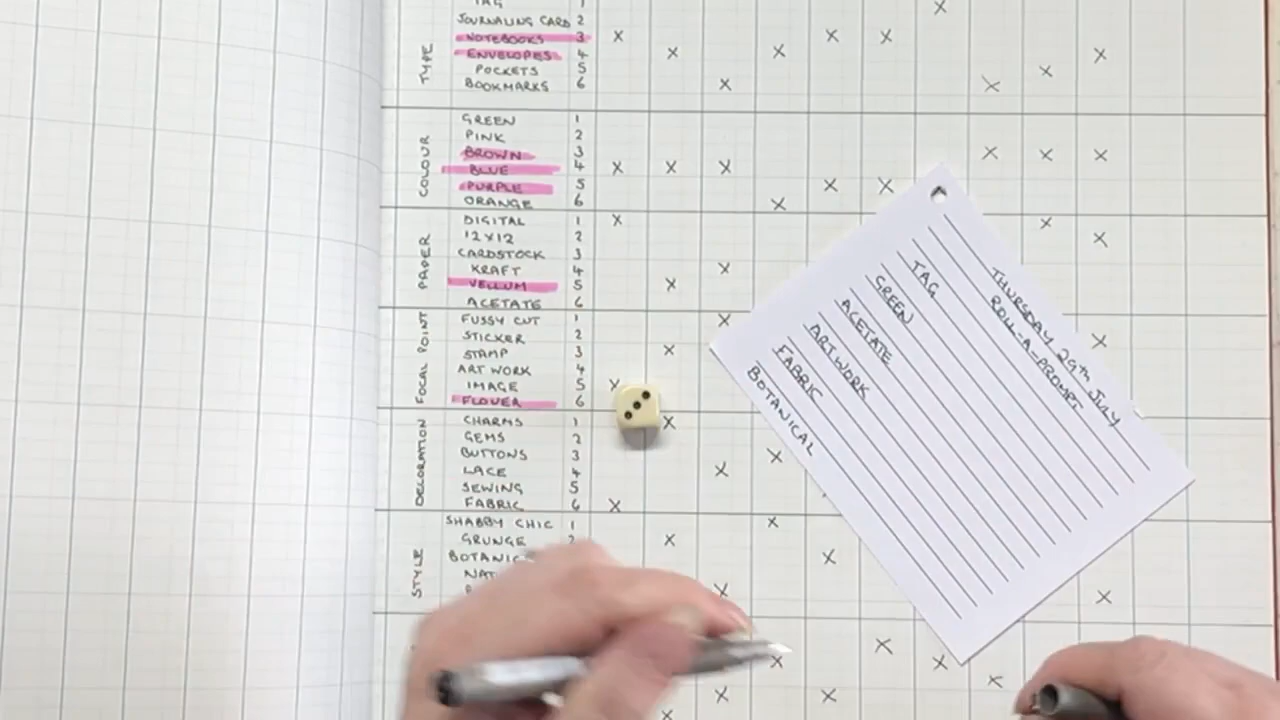 TAG 1
JOURNALING CARD 2
NOTEBOOKS 3
ENVELOPES 4
POCKETS 5
BOOKMARKS 6
TYPE
GREEN 1
PINK 2
BROWN 3
BLUE 4
PURPLE 5
ORANGE 6
COLOUR
DIGITAL 1
12X12 2
CARDSTOCK 3
KRAFT 4
VELLUM 5
ACETATE 6
PAPER
FUSSY CUT 1
STICKER 2
STAMP 3
ART WORK 4
IMAGE 5
FLOWER 6
FOCAL POINT
CHARMS 1
GEMS 2
BUTTONS 3
LACE 4
SEWING 5
FABRIC 6
DECORATION
SHABBY CHIC 1
GRUNGE 2
STYLE
THURSDAY 29th JULY
ROLL-A-PROMPT
TAG
GREEN
ACETATE
ARTWORK
FABRIC
BOTANICAL